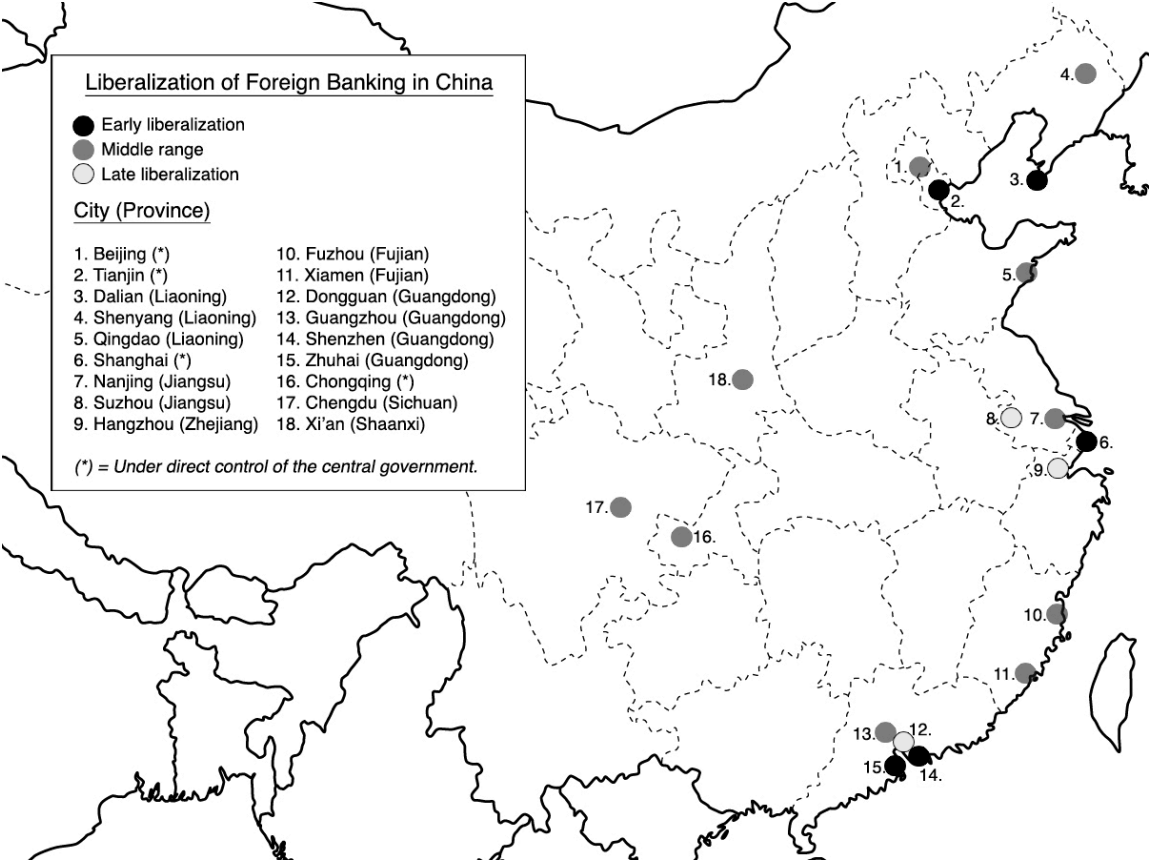 Liberalization of Foreign Banking in China
Early liberalization
Middle range
Late liberalization
City (Province)
1. Beijing (*)
2. Tianjin (*)
3. Dalian (Liaoning)
4. Shenyang (Liaoning)
5. Qingdao (Liaoning)
6. Shanghai (*)
7. Nanjing (Jiangsu)
8. Suzhou (Jiangsu)
9. Hangzhou (Zhejiang)
10. Fuzhou (Fujian)
11. Xiamen (Fujian)
12. Dongguan (Guangdong)
13. Guangzhou (Guangdong)
14. Shenzhen (Guangdong)
15. Zhuhai (Guangdong)
16. Chongqing (*)
17. Chengdu (Sichuan)
18. Xi'an (Shaanxi)
(*) = Under direct control of the central government.
4.
1.
3.
2.
5.
18.
8.
7.
6.
9.
17.
16.
10.
11.
12.
13.
15.
14.